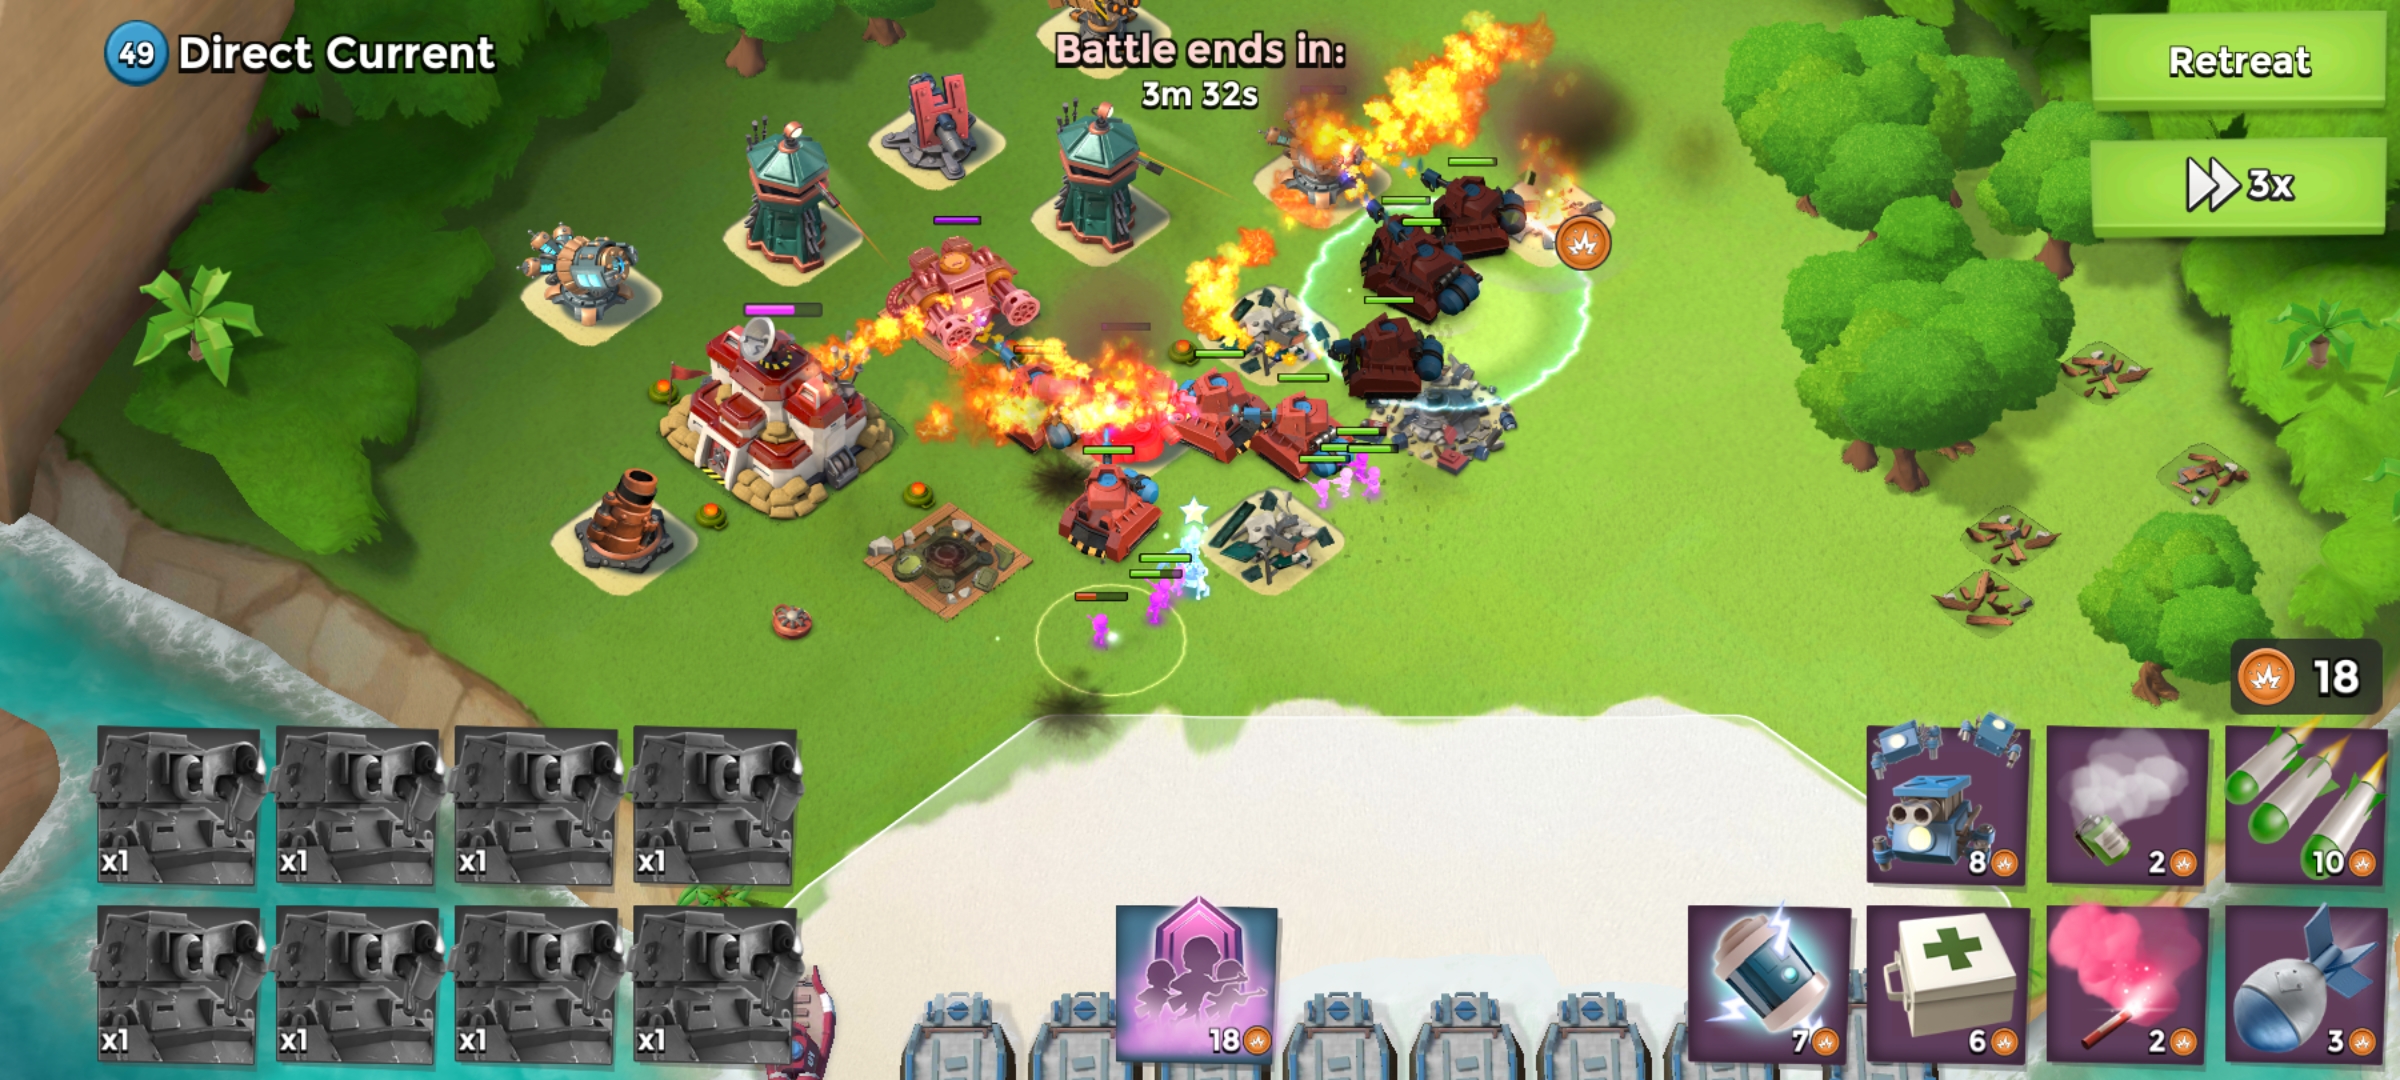 49 Direct Current
Battle ends in:
3m 32s
Retreat
3x
18
8
2
10
x1
x1
x1
x1
x1
x1
x1
x1
18
7
6
2
3